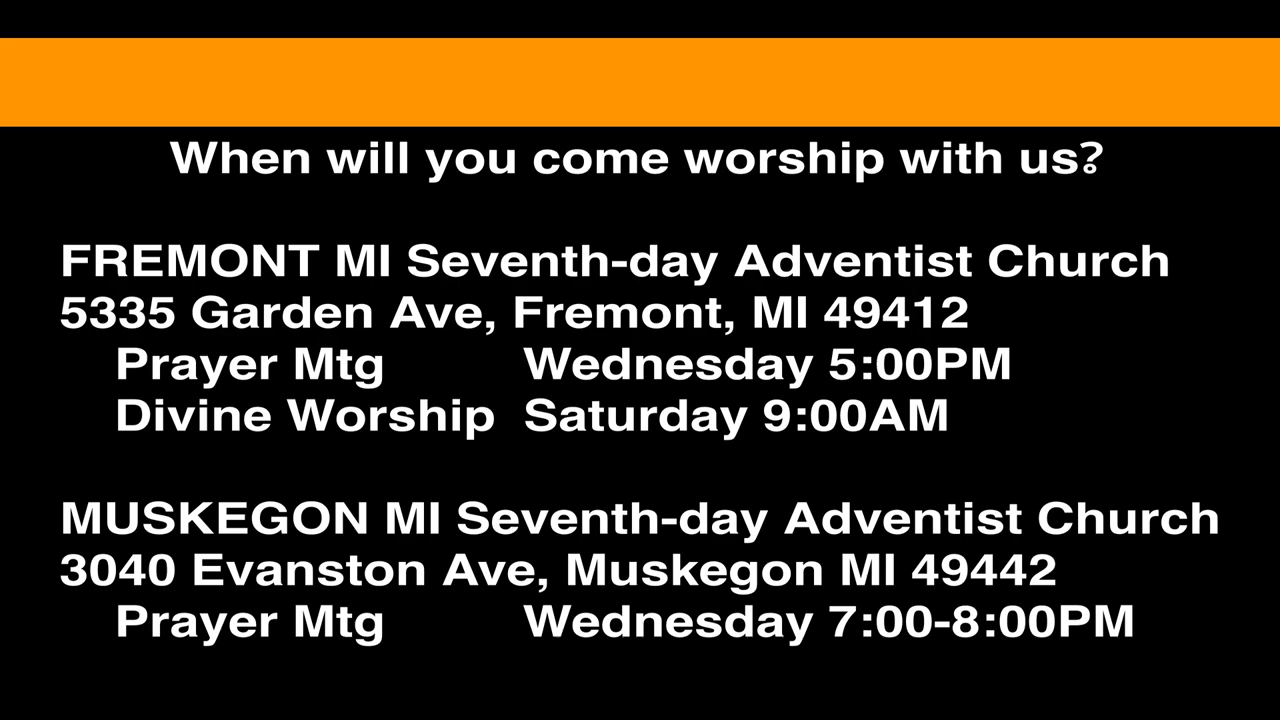 When will you come worship with us?
FREMONT MI Seventh-day Adventist Church
5335 Garden Ave, Fremont, MI 49412
Prayer Mtg Wednesday 5:00PM
Divine Worship Saturday 9:00AM
MUSKEGON MI Seventh-day Adventist Church
3040 Evanston Ave, Muskegon MI 49442
Prayer Mtg Wednesday 7:00-8:00PM